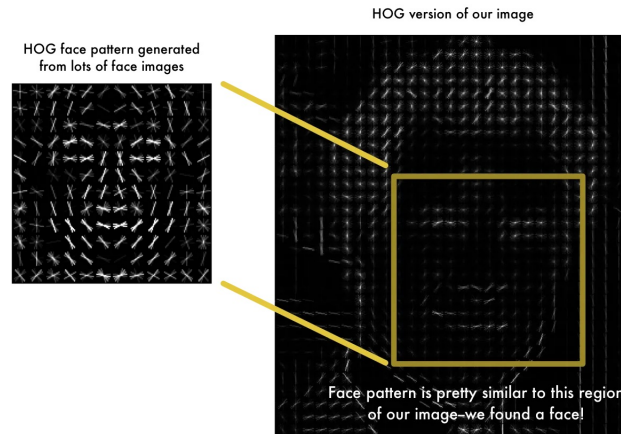 HOG version of our image
HOG face pattern generated
from lots of face images
Face pattern is pretty similar to this region
of our image–we found a face!